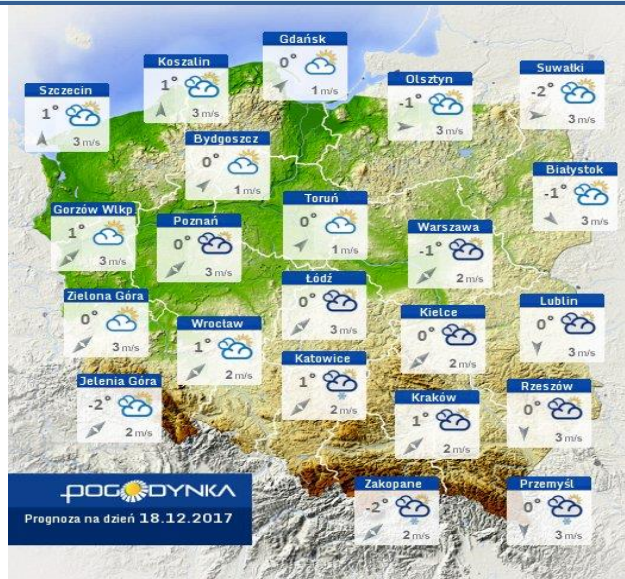 Gdańsk
0°
1 m/s
Koszalin
1°
3 m/s
Suwałki
-2°
3 m/s
Olsztyn
-1°
3 m/s
Szczecin
1°
3 m/s
Bydgoszcz
0°
1 m/s
Białystok
-1°
3 m/s
Toruń
0°
1 m/s
Gorzów Wlkp
1°
3 m/s
Poznań
0°
3 m/s
Warszawa
-1°
2 m/s
Łódź
0°
3 m/s
Zielona Góra
0°
3 m/s
Lublin
0°
3 m/s
Kielce
0°
2 m/s
Wrocław
1°
2 m/s
Katowice
1°
2 m/s
Jelenia Góra
-2°
2 m/s
Rzeszów
0°
3 m/s
Kraków
1°
2 m/s
Zakopane
-2°
2 m/s
Przemyśl
0°
3 m/s
POGODYNKA
Prognoza na dzień 18.12.2017